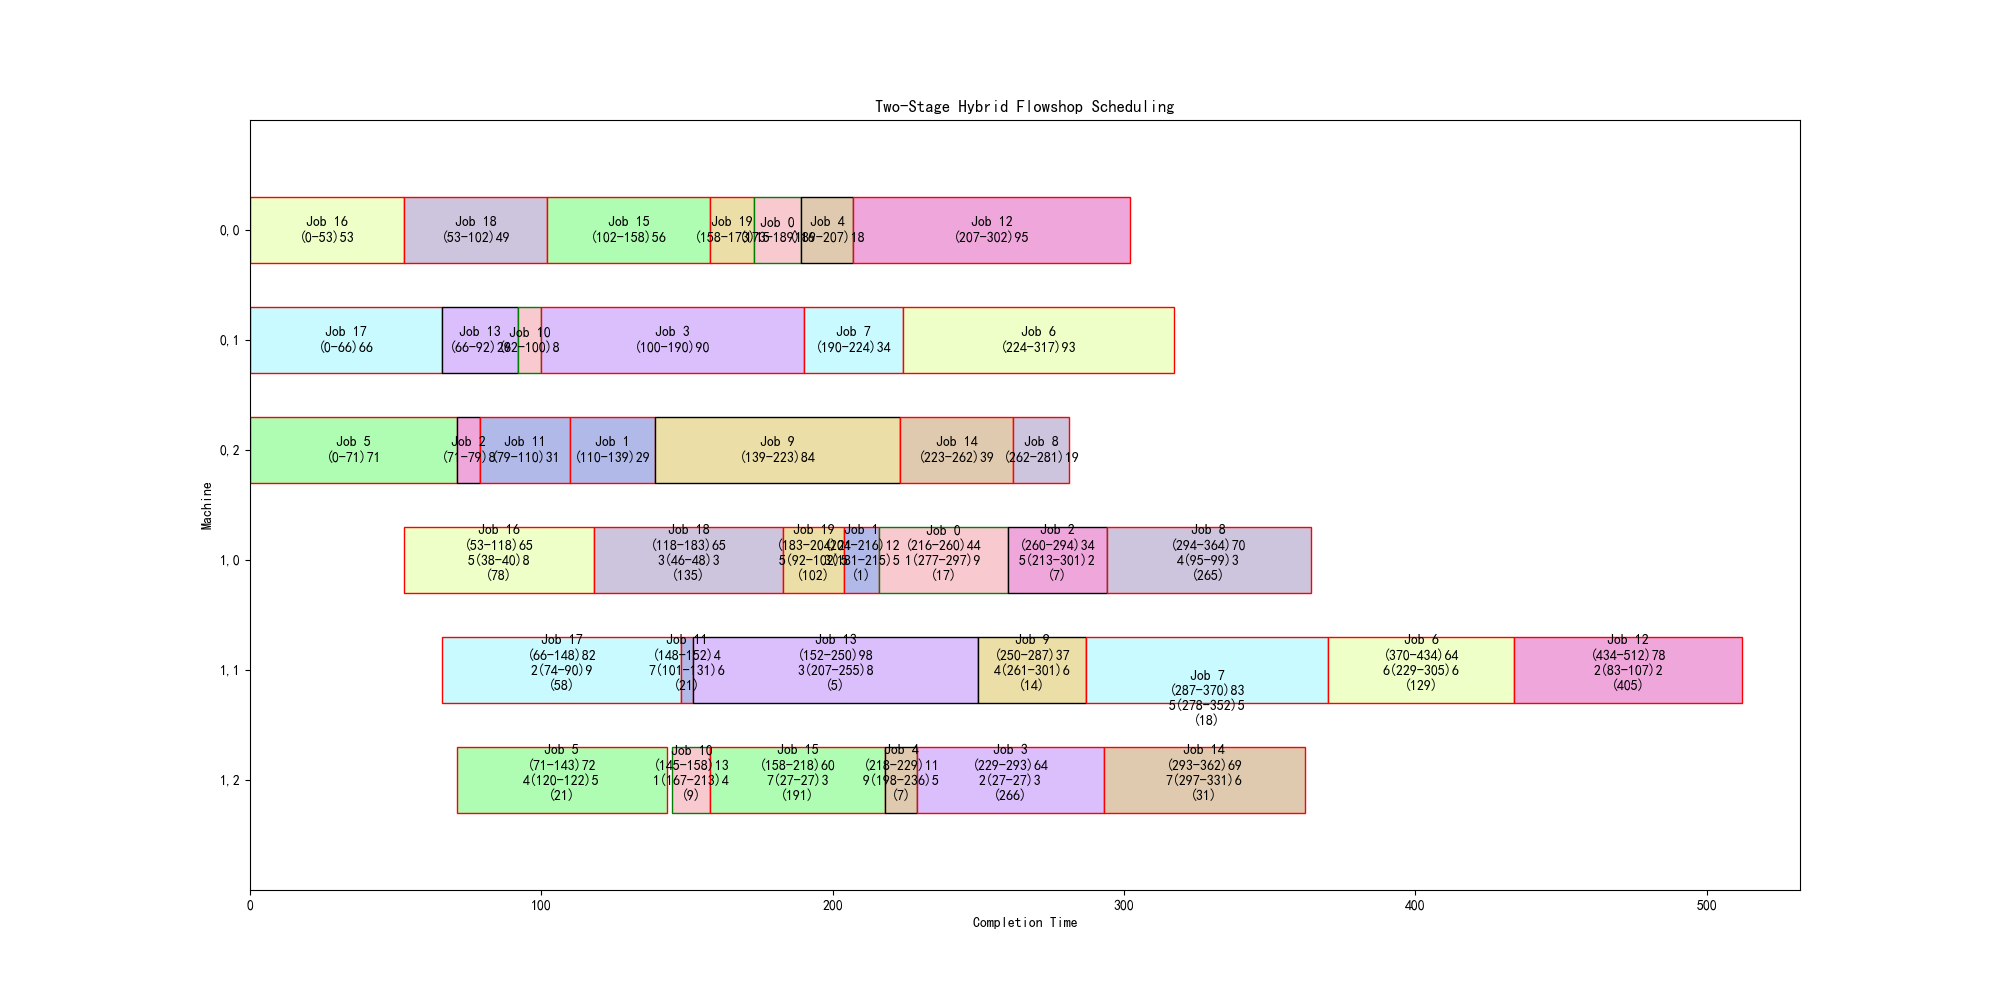 Two-Stage Hybrid Flowshop Scheduling
Machine
0,0
Job 16
(0-53)53
Job 18
(53-102)49
Job 15
(102-158)56
Job 19
(158-173)15
Job 0
(173-189)16
Job 4
(189-207)18
Job 12
(207-302)95
0,1
Job 17
(0-66)66
Job 13
(66-92)26
Job 10
(92-100)8
Job 3
(100-190)90
Job 7
(190-224)34
Job 6
(224-317)93
0,2
Job 5
(0-71)71
Job 2
(71-79)8
Job 11
(79-110)31
Job 1
(110-139)29
Job 9
(139-223)84
Job 14
(223-262)39
Job 8
(262-281)19
1,0
Job 16
(53-118)65
5(38-40)8
(78)
Job 18
(118-183)65
3(46-48)3
(135)
Job 19
(183-204)21
5(92-102)5
(102)
Job 1
(204-216)12
(1)
Job 0
(216-260)44
1(277-297)9
(17)
Job 2
(260-294)34
5(213-301)2
(7)
Job 8
(294-364)70
4(95-99)3
(265)
1,1
Job 17
(66-148)82
2(74-90)9
(58)
Job 11
(148-152)4
7(101-131)6
(21)
Job 13
(152-250)98
3(207-255)8
(5)
Job 9
(250-287)37
4(261-301)6
(14)
Job 7
(287-370)83
5(278-352)5
(18)
Job 6
(370-434)64
6(229-305)6
(129)
Job 12
(434-512)78
2(83-107)2
(405)
1,2
Job 5
(71-143)72
4(120-122)5
(21)
Job 10
(145-158)13
1(167-213)4
(9)
Job 15
(158-218)60
7(27-27)3
(191)
Job 4
(218-229)11
9(198-236)5
(7)
Job 3
(229-293)64
2(27-27)3
(266)
Job 14
(293-362)69
7(297-331)6
(31)
0
100
200
300
400
500
Completion Time